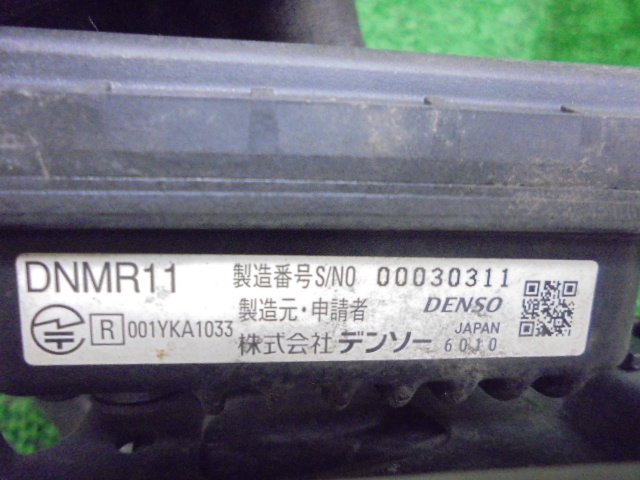 DNMR11 製造番号S/NO 00030311
製造元・申請者 DENSO
R 001YKA1033 株式会社デンソー JAPAN
6010